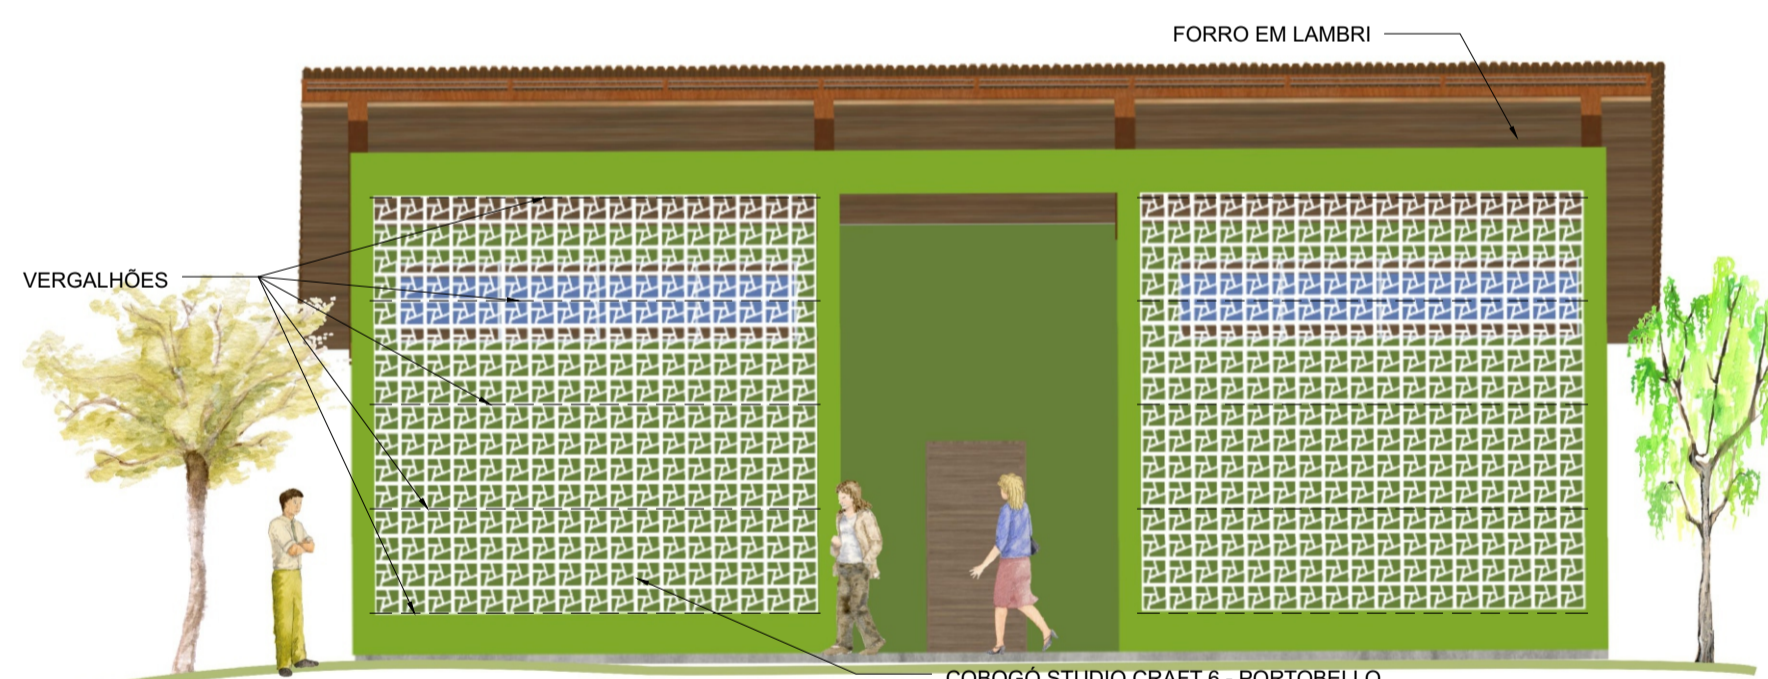 FORRO EM LAMBRI
VERGALHÕES
COBOGÓ STUDIO CRAFT 6 - PORTOBELLO